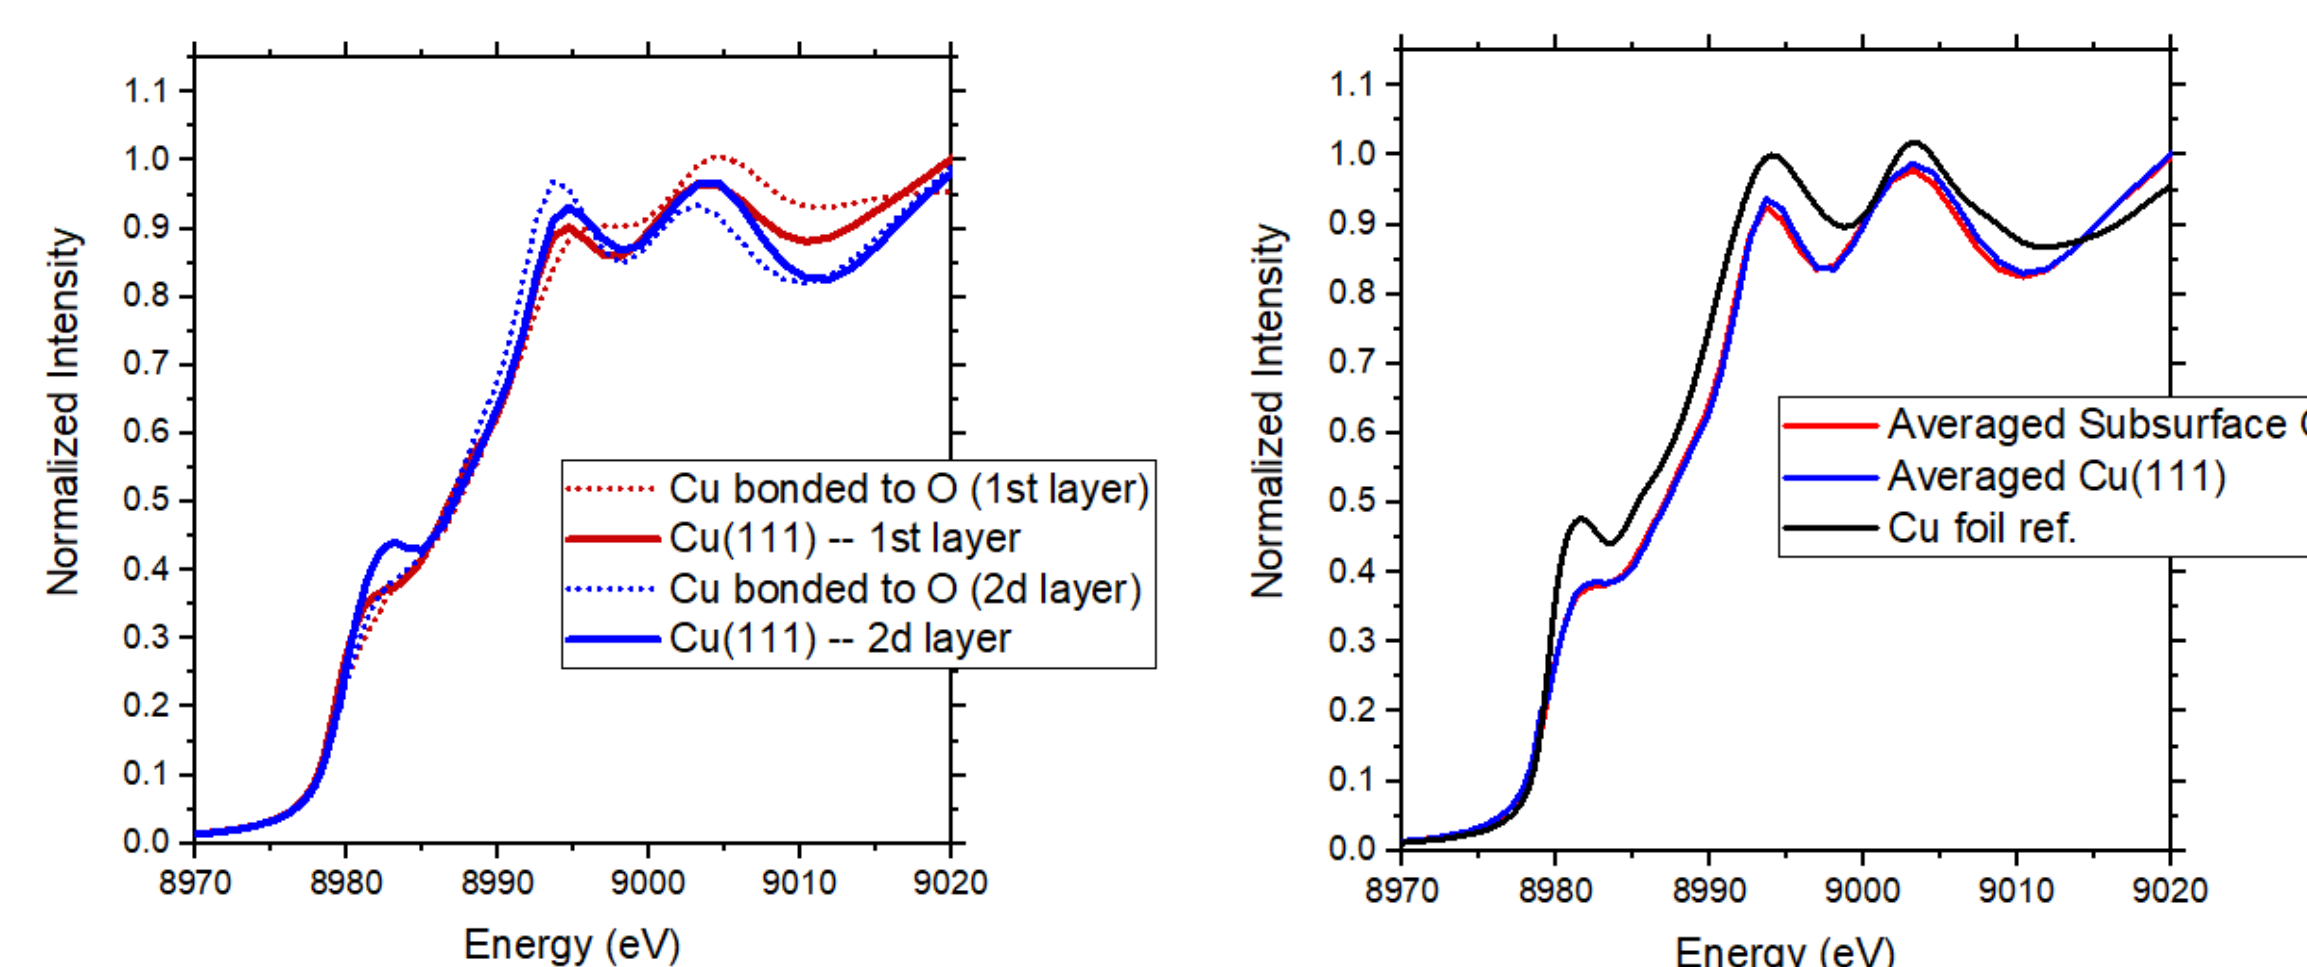 1.1
1.0
0.9
0.8
0.7
0.6
0.5
0.4
0.3
0.2
0.1
0.0
Normalized Intensity
8970 8980 8990 9000 9010 9020
Energy (eV)
Cu bonded to O (1st layer)
Cu(111) -- 1st layer
Cu bonded to O (2d layer)
Cu(111) -- 2d layer
1.1
1.0
0.9
0.8
0.7
0.6
0.5
0.4
0.3
0.2
0.1
0.0
Normalized Intensity
8970 8980 8990 9000 9010 9020
Energy (eV)
Averaged Subsurface
Averaged Cu(111)
Cu foil ref.